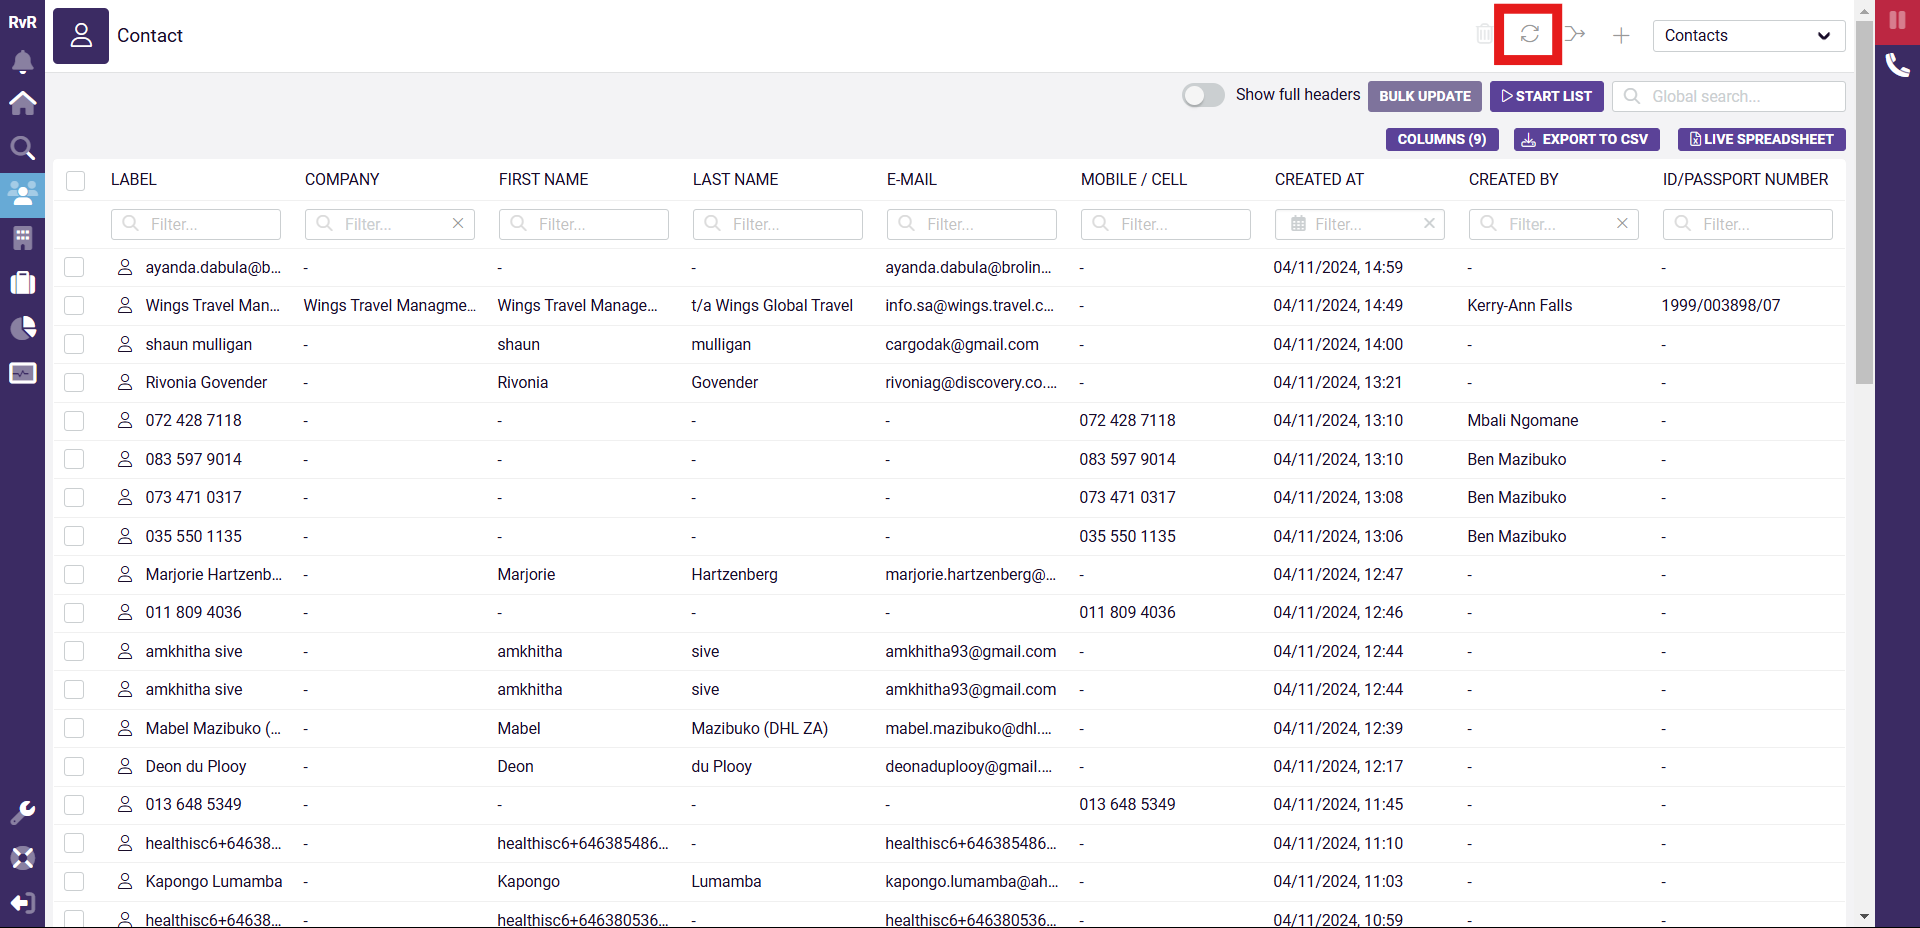 RvR
Contact
Contacts
Show full headers BULK UPDATE START LIST Global search...
COLUMNS (9) EXPORT TO CSV LIVE SPREADSHEET
LABEL COMPANY FIRST NAME LAST NAME E-MAIL MOBILE / CELL CREATED AT CREATED BY ID/PASSPORT NUMBER
Filter... Filter... Filter... Filter... Filter... Filter... Filter... Filter... Filter...
ayanda.dabula@b... - - - ayanda.dabula@brolin... - 04/11/2024, 14:59 - -
Wings Travel Man... Wings Travel Managme... Wings Travel Manage... t/a Wings Global Travel info.sa@wings.travel.c... - 04/11/2024, 14:49 Kerry-Ann Falls 1999/003898/07
shaun mulligan - shaun mulligan cargodak@gmail.com - 04/11/2024, 14:00 - -
Rivonia Govender - Rivonia Govender rivoniag@discovery.co.... - 04/11/2024, 13:21 - -
072 428 7118 - - - - 072 428 7118 04/11/2024, 13:10 Mbali Ngomane -
083 597 9014 - - - - 083 597 9014 04/11/2024, 13:10 Ben Mazibuko -
073 471 0317 - - - - 073 471 0317 04/11/2024, 13:08 Ben Mazibuko -
035 550 1135 - - - - 035 550 1135 04/11/2024, 13:06 Ben Mazibuko -
Marjorie Hartzenb... - Marjorie Hartzenberg marjorie.hartzenberg@... - 04/11/2024, 12:47 - -
011 809 4036 - - - - 011 809 4036 04/11/2024, 12:46 - -
amkhitha sive - amkhitha sive amkhitha93@gmail.com - 04/11/2024, 12:44 - -
amkhitha sive - amkhitha sive amkhitha93@gmail.com - 04/11/2024, 12:44 - -
Mabel Mazibuko (... - Mabel Mazibuko (DHL ZA) mabel.mazibuko@dhl.... - 04/11/2024, 12:39 - -
Deon du Plooy - Deon du Plooy deonaduplooy@gmail.... - 04/11/2024, 12:17 - -
013 648 5349 - - - - 013 648 5349 04/11/2024, 11:45 - -
healthisc6+64638... - healthisc6+646385486... - healthisc6+646385486... - 04/11/2024, 11:10 - -
Kapongo Lumamba - Kapongo Lumamba kapongo.lumamba@ah... - 04/11/2024, 11:03 - -
healthisc6+64638... - healthisc6+646380536... - healthisc6+646380536... - 04/11/2024, 10:59 - -